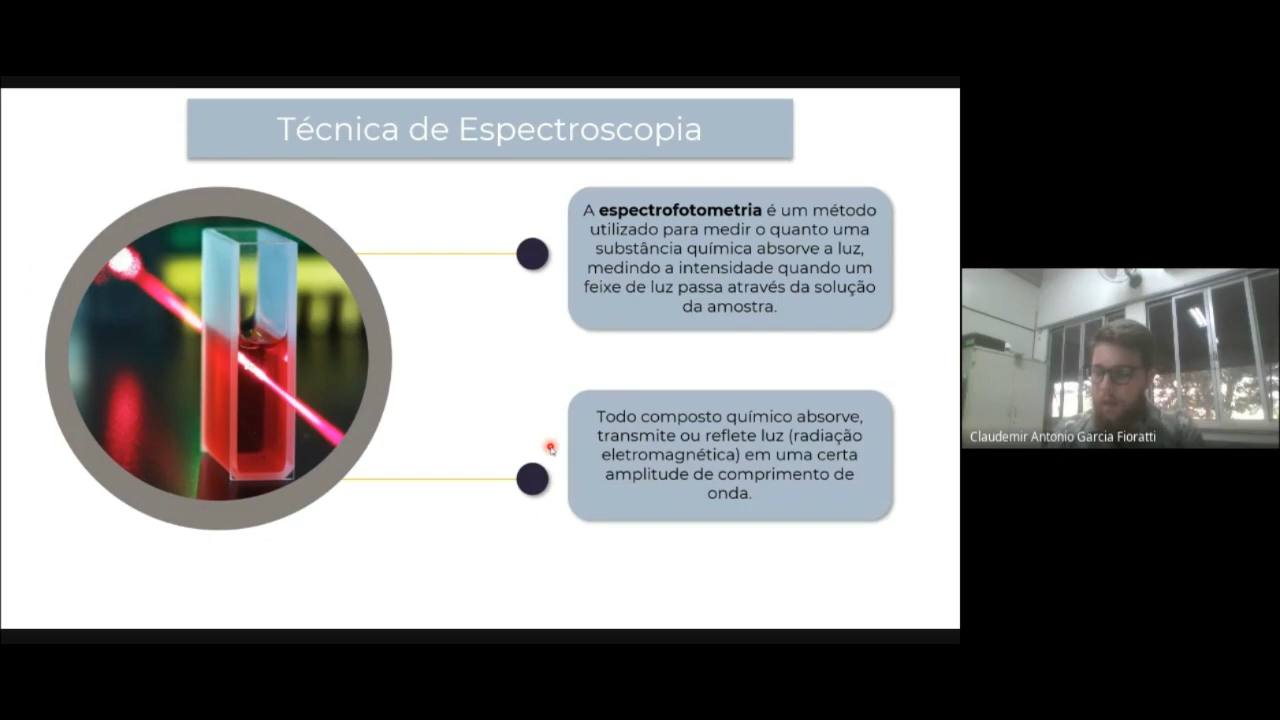 Técnica de Espectroscopia
A espectrofotometria é um método
utilizado para medir o quanto uma
substância química absorve a luz,
medindo a intensidade quando um
feixe de luz passa através da solução
da amostra.
Todo composto químico absorve,
transmite ou reflete luz (radiação
eletromagnética) em uma certa
amplitude de comprimento de
onda.
Claudemir Antonio Garcia Fioratti